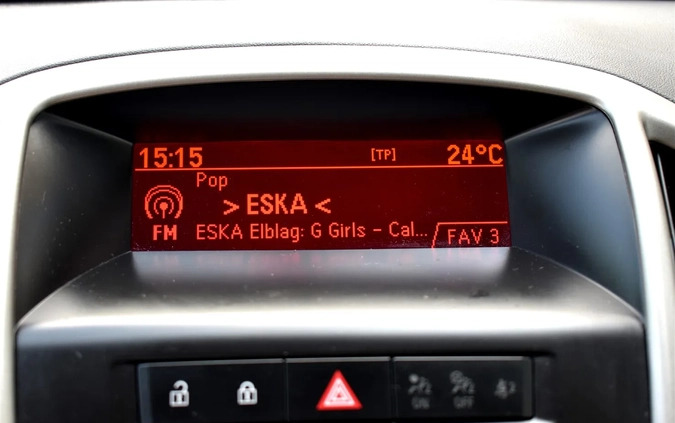 15:15 [TP] 24°C
Pop
> ESKA <
FM ESKA Elblag: G Girls - Cal... FAV 3
ON OFF